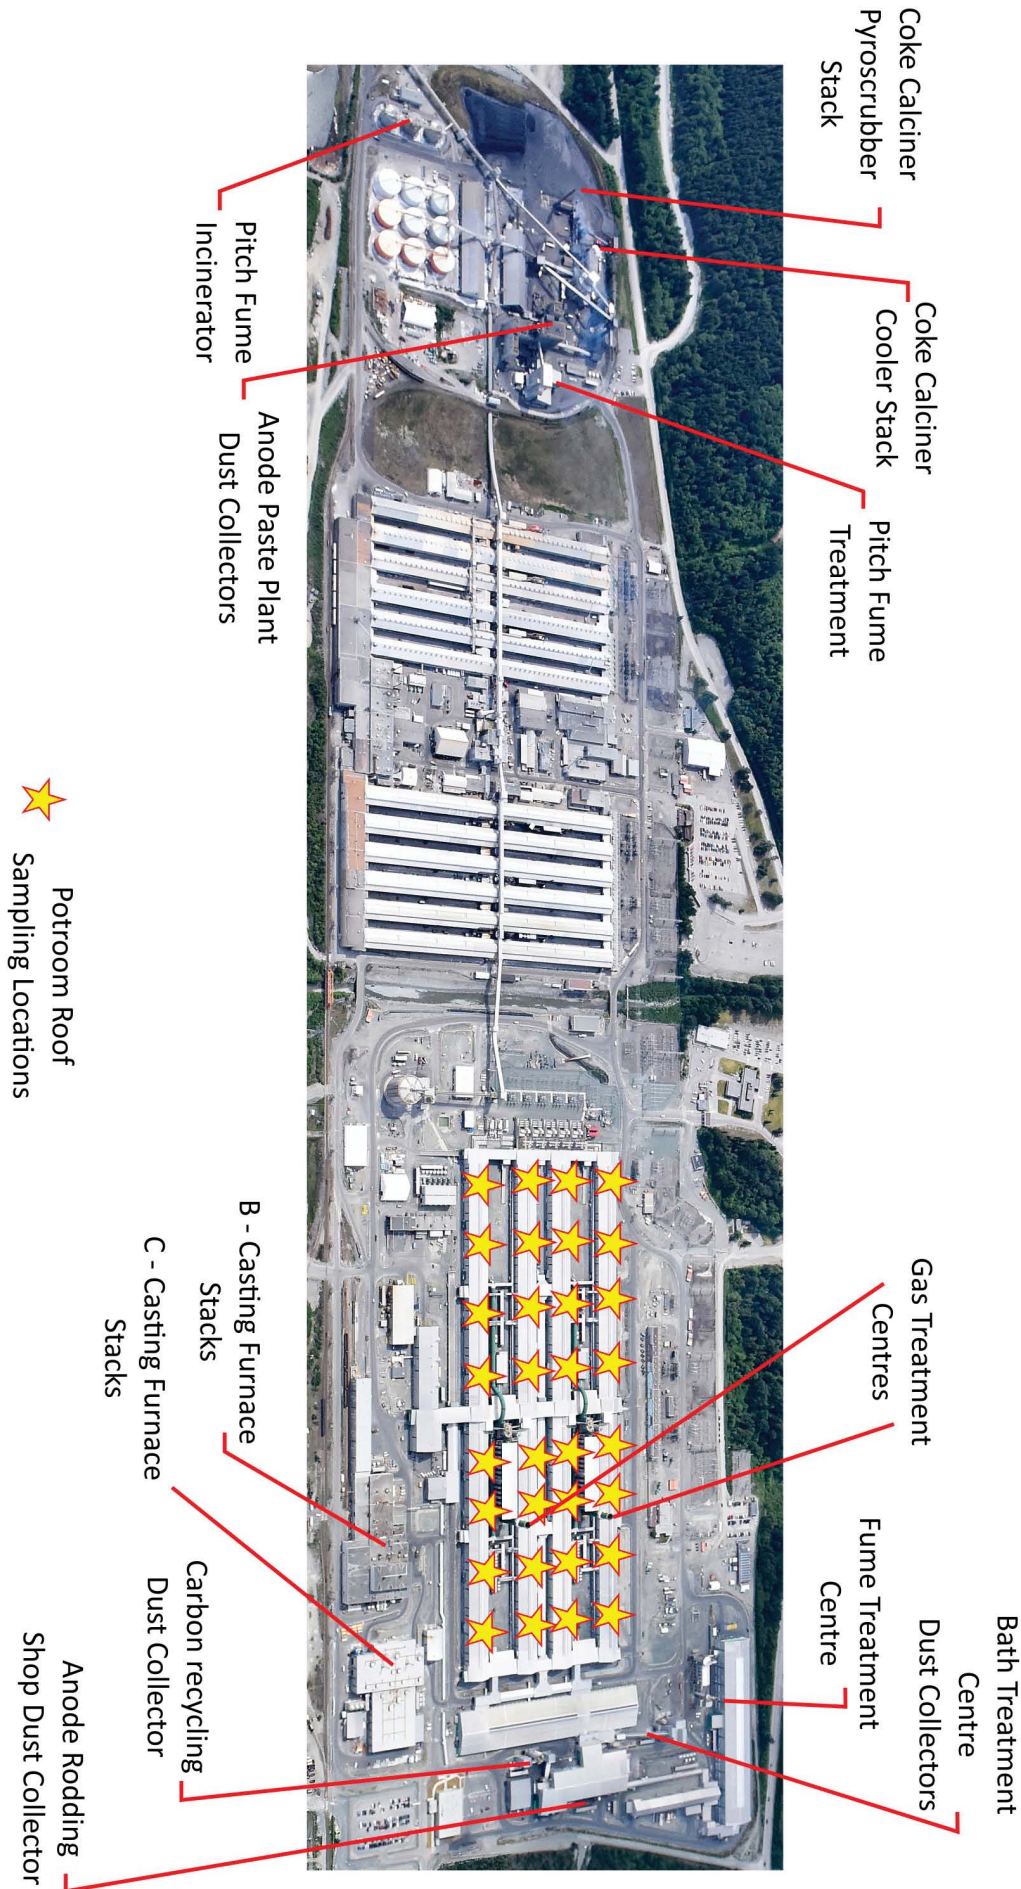 Coke Calciner
Pyroscrubber
Stack
Coke Calciner
Cooler Stack
Pitch Fume
Treatment
Gas Treatment
Centres
Fume Treatment
Centre
Bath Treatment
Centre
Dust Collectors
Pitch Fume
Incinerator
Anode Paste Plant
Dust Collectors
B - Casting Furnace
Stacks
C - Casting Furnace
Stacks
Carbon recycling
Dust Collector
Anode Rodding
Shop Dust Collector
Potroom Roof
Sampling Locations